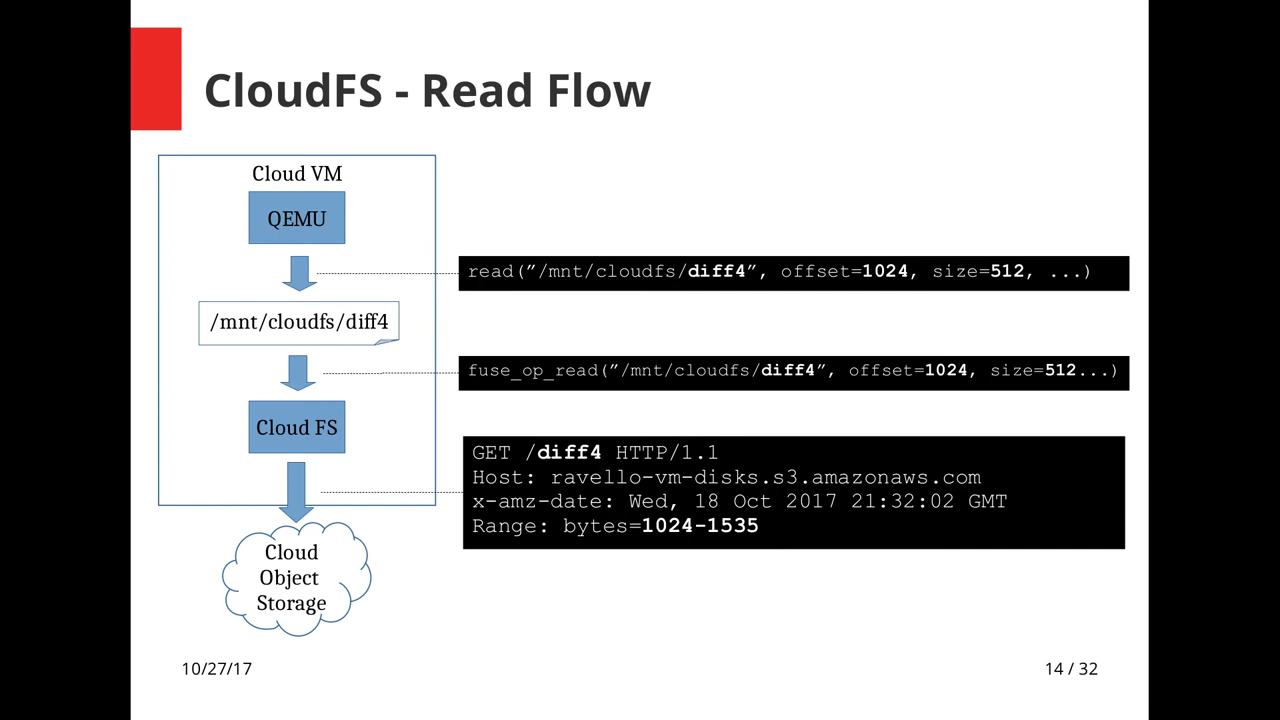 CloudFS - Read Flow
Cloud VM
QEMU
read(”/mnt/cloudfs/diff4”, offset=1024, size=512, ...)
/mnt/cloudfs/diff4
fuse_op_read(”/mnt/cloudfs/diff4”, offset=1024, size=512...)
Cloud FS
GET /diff4 HTTP/1.1
Host: ravello-vm-disks.s3.amazonaws.com
x-amz-date: Wed, 18 Oct 2017 21:32:02 GMT
Range: bytes=1024-1535
Cloud
Object
Storage
10/27/17
14 / 32